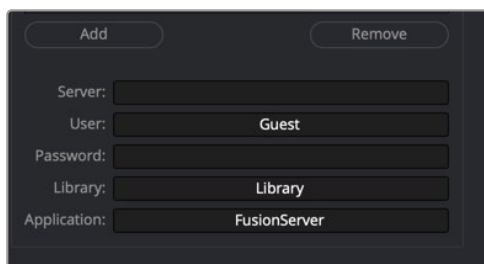 Add Remove
Server:
User: Guest
Password:
Library: Library
Application: FusionServer